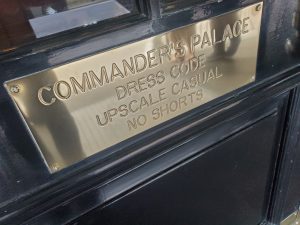 COMMANDER'S PALACE
DRESS CODE
UPSCALE CASUAL
NO SHORTS